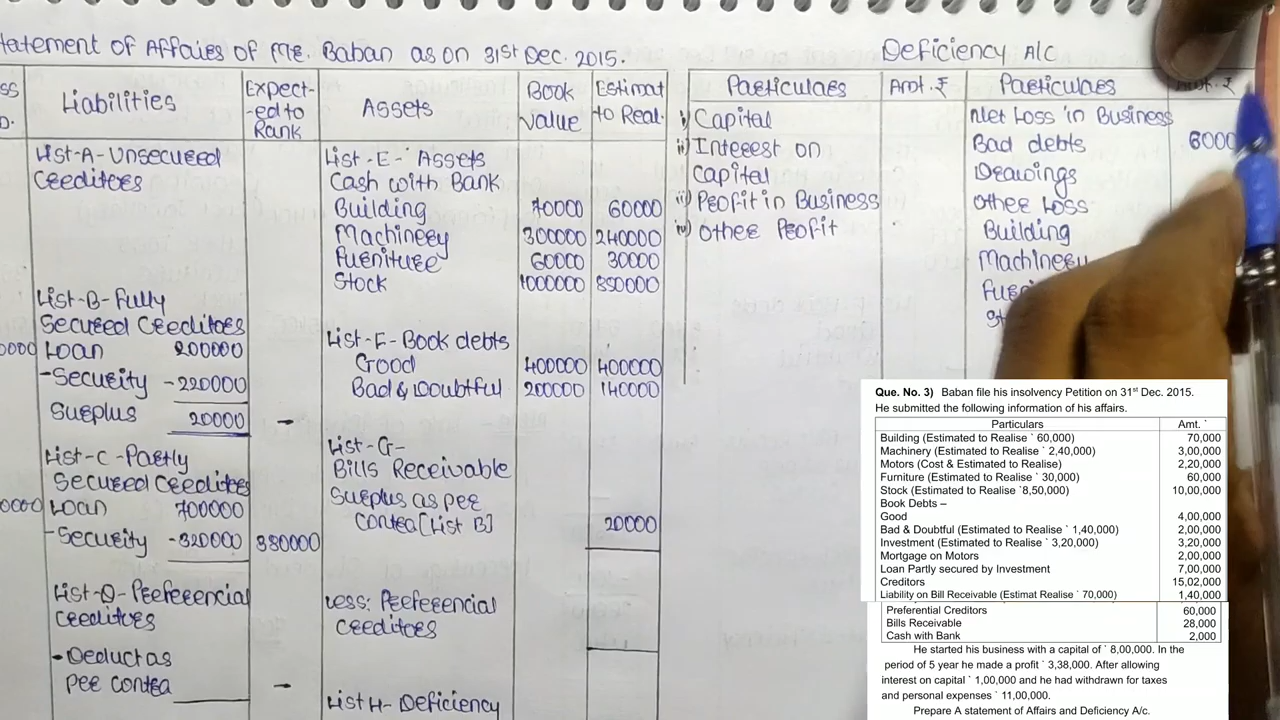 tatement of Affaies of Me. Baban as on 31st Dec. 2015.
Liabilities
Expect-
-ed to
Rank
Assets
Book
value
Estimat
to Real.
List-A-Unsecured
Creditors
List-E- Assets
Cash with Bank
Building 70000 60000
Machinery 300000 240000
Furniture 60000 30000
Stock 1000000 850000
List-B-Fully
Secured Creditors
Loan 200000
-Security -220000
Surplus 20000 -
List-F-Book debts
Good 400000 400000
Bad & Doubtful 200000 140000
List-C-Partly
Secured Creditors
Loan 700000
-Security -320000 380000
List-G-
Bills Receivable
Surplus as per
Contra [List B] 20000
List-D-Preferencial
Creditors
-Deduct as
per contra -
Less: Preferencial
Creditors
List H- Deficiency
Deficiency A/C
Particulars Amt.₹ Particulars Amt.₹
i) Capital
ii) Interest on
capital
iii) Profit in Business
iv) Other Profit
Net Loss in Business
Bad debts 6000
Drawings
Other Loss
Building
Machinery
Que. No. 3) Baban file his insolvency Petition on 31st Dec. 2015.
He submitted the following information of his affairs.
Particulars Amt. `
Building (Estimated to Realise ` 60,000) 70,000
Machinery (Estimated to Realise ` 2,40,000) 3,00,000
Motors (Cost & Estimated to Realise) 2,20,000
Furniture (Estimated to Realise ` 30,000) 60,000
Stock (Estimated to Realise `8,50,000) 10,00,000
Book Debts –
Good 4,00,000
Bad & Doubtful (Estimated to Realise ` 1,40,000) 2,00,000
Investment (Estimated to Realise ` 3,20,000) 3,20,000
Mortgage on Motors 2,00,000
Loan Partly secured by Investment 7,00,000
Creditors 15,02,000
Liability on Bill Receivable (Estimat Realise ` 70,000) 1,40,000
Preferential Creditors 60,000
Bills Receivable 28,000
Cash with Bank 2,000
He started his business with a capital of ` 8,00,000. In the
period of 5 year he made a profit ` 3,38,000. After allowing
interest on capital ` 1,00,000 and he had withdrawn for taxes
and personal expenses ` 11,00,000.
Prepare A statement of Affairs and Deficiency A/c.